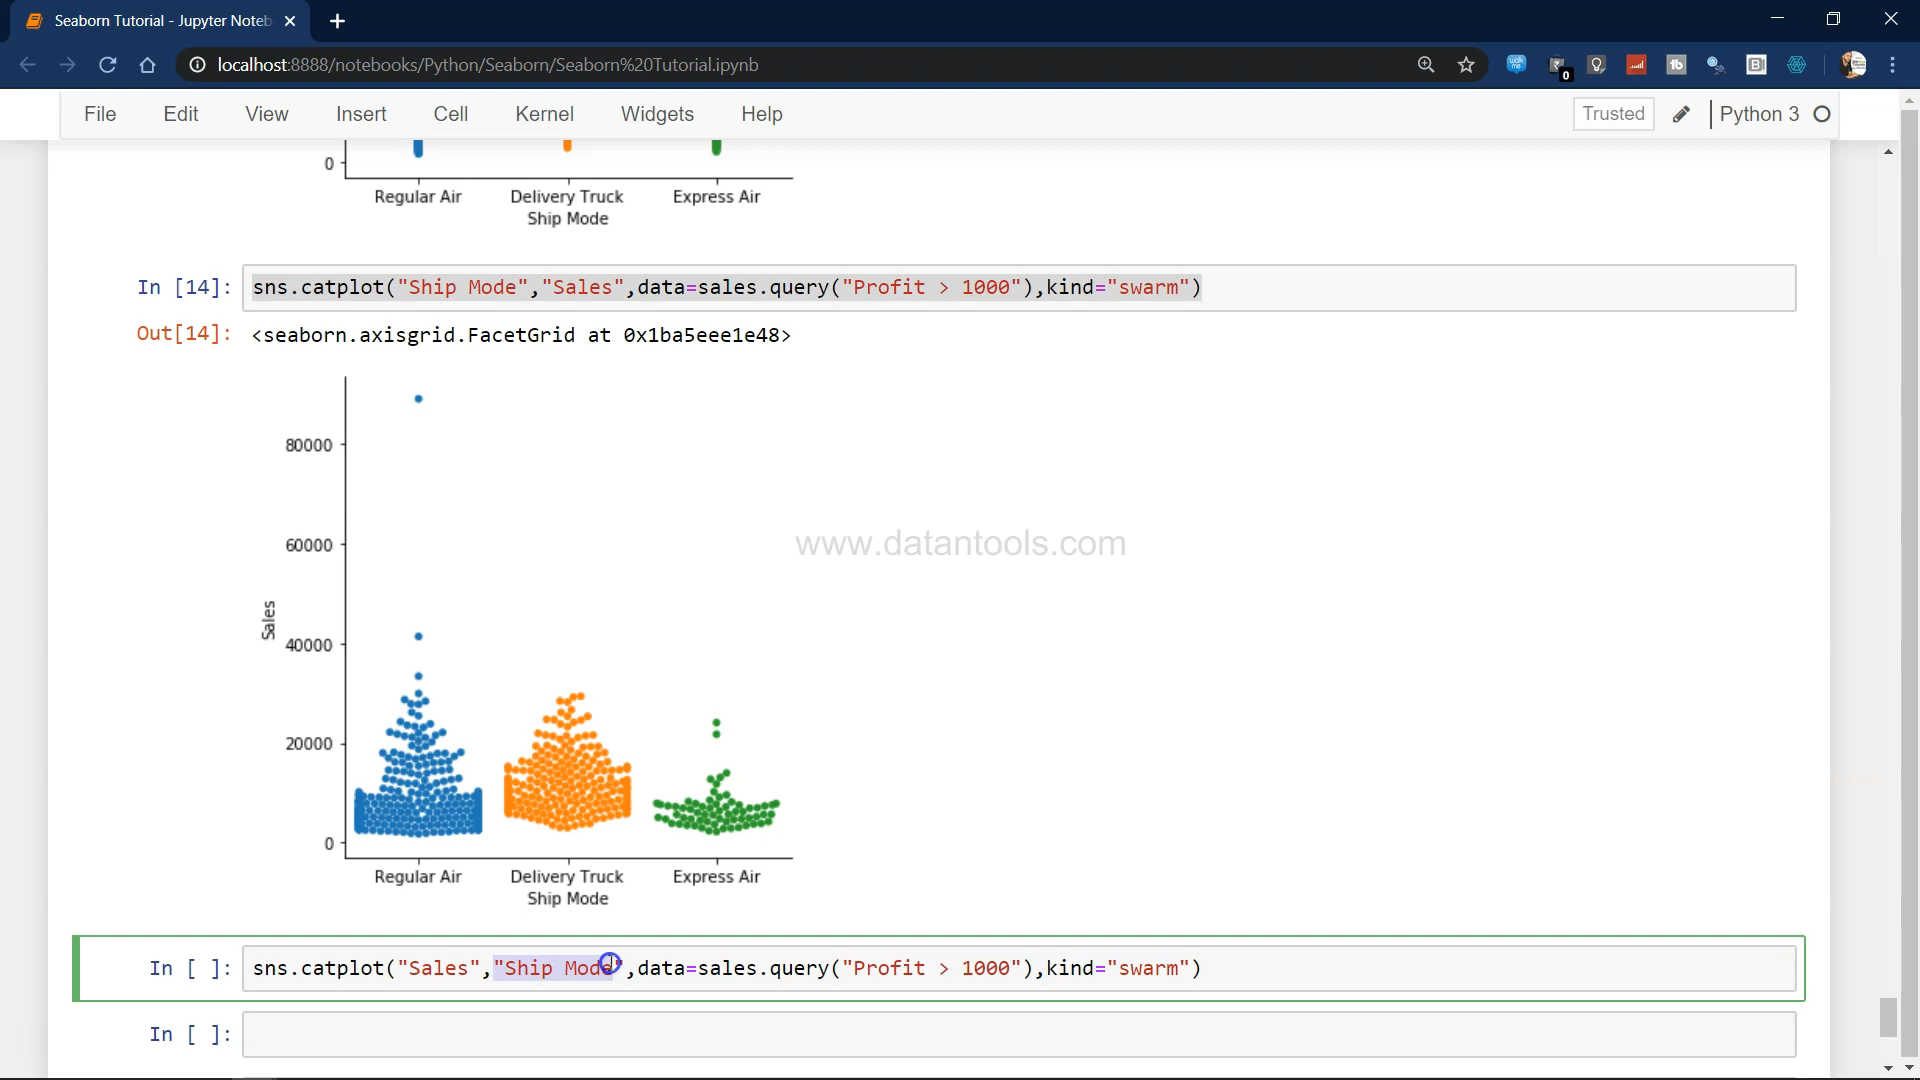 Seaborn Tutorial - Jupyter Noteb
localhost:8888/notebooks/Python/Seaborn/Seaborn%20Tutorial.ipynb
0
File Edit View Insert Cell Kernel Widgets Help
Trusted Python 3
0
Regular Air Delivery Truck Express Air
Ship Mode
In [14]: sns.catplot("Ship Mode","Sales",data=sales.query("Profit > 1000"),kind="swarm")
Out[14]: <seaborn.axisgrid.FacetGrid at 0x1ba5eee1e48>
80000
60000
www.datantools.com
Sales
40000
20000
0
Regular Air Delivery Truck Express Air
Ship Mode
In [ ]: sns.catplot("Sales","Ship Mode",data=sales.query("Profit > 1000"),kind="swarm")
In [ ]: